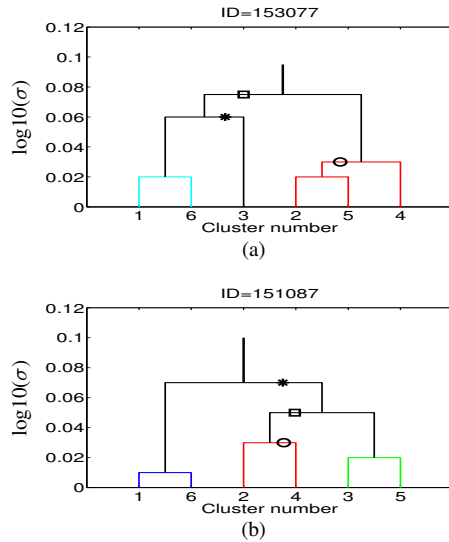 ID=153077
0.12
0.1
0.08
0.06
0.04
0.02
0
log10(σ)
1 6 3 2 5 4
Cluster number
(a)
ID=151087
0.12
0.1
0.08
0.06
0.04
0.02
0
log10(σ)
1 6 2 4 3 5
Cluster number
(b)